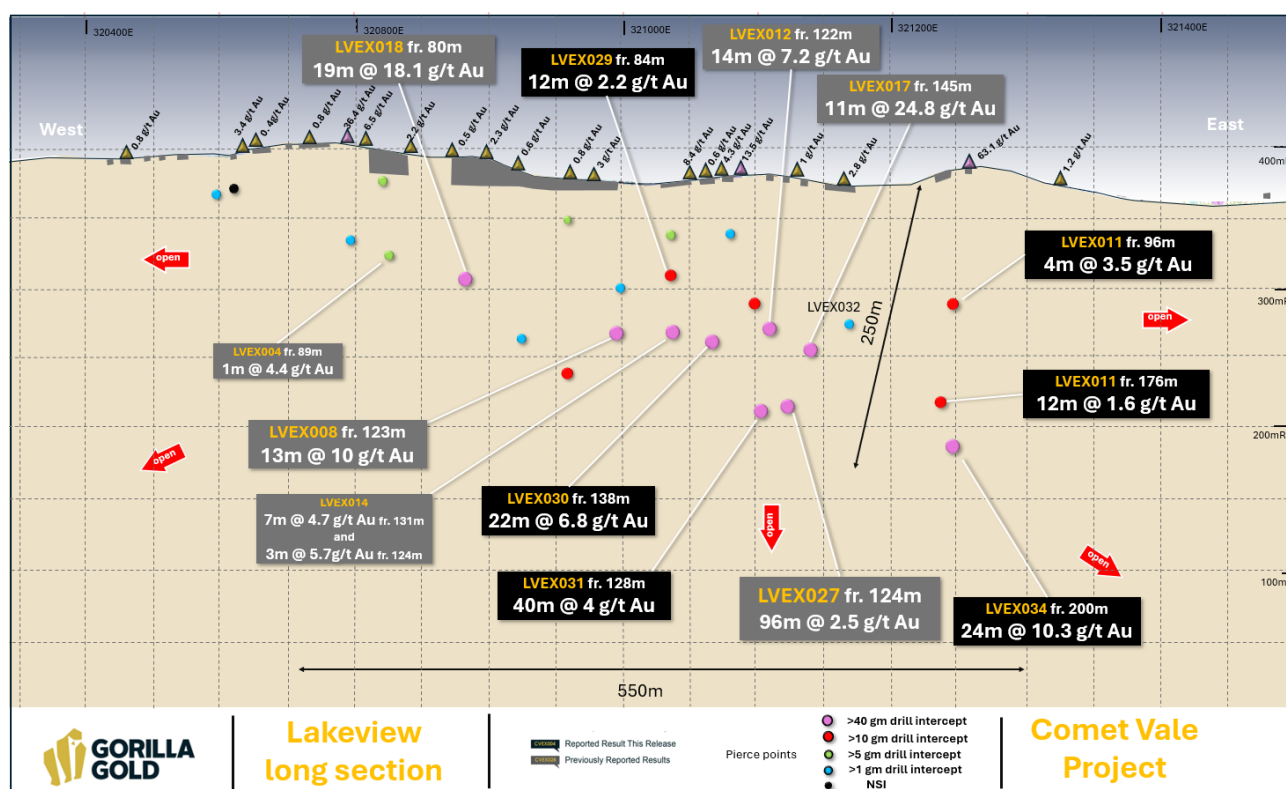 320400E
320800E
321000E
321200E
321400E
LVEX018 fr. 80m
19m @ 18.1 g/t Au
LVEX029 fr. 84m
12m @ 2.2 g/t Au
LVEX012 fr. 122m
14m @ 7.2 g/t Au
LVEX017 fr. 145m
11m @ 24.8 g/t Au
West
East
0.8 g/t Au
3.4 g/t Au
0.4g/t Au
0.8 g/t Au
36.4 g/t Au
6.5 g/t Au
2.2 g/t Au
0.5 g/t Au
2.3 g/t Au
0.6 g/t Au
0.8 g/t Au
3 g/t Au
8.4 g/t Au
0.6 g/t Au
4.3 g/t Au
13.5 g/t Au
1 g/t Au
2.8 g/t Au
63.1 g/t Au
1.2 g/t Au
400mR
open
LVEX011 fr. 96m
4m @ 3.5 g/t Au
300mR
LVEX032
250m
open
LVEX004 fr. 89m
1m @ 4.4 g/t Au
LVEX011 fr. 176m
12m @ 1.6 g/t Au
LVEX008 fr. 123m
13m @ 10 g/t Au
200mR
open
LVEX014
7m @ 4.7 g/t Au fr. 131m
and
3m @ 5.7g/t Au fr. 124m
LVEX030 fr. 138m
22m @ 6.8 g/t Au
open
open
LVEX031 fr. 128m
40m @ 4 g/t Au
LVEX027 fr. 124m
96m @ 2.5 g/t Au
100mR
LVEX034 fr. 200m
24m @ 10.3 g/t Au
550m
GORILLA
GOLD
Lakeview
long section
CVEX004 Reported Result This Release
CVEX028 Previously Reported Results
Pierce points
>40 gm drill intercept
>10 gm drill intercept
>5 gm drill intercept
>1 gm drill intercept
NSI
Comet Vale
Project